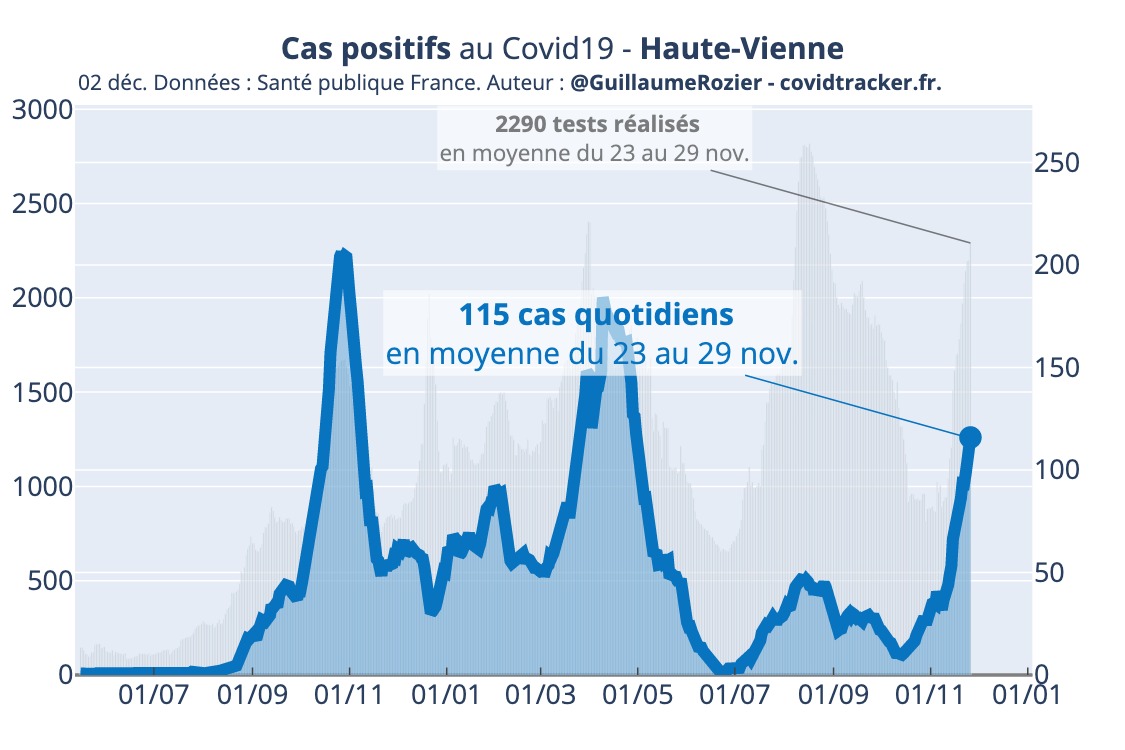 Cas positifs au Covid19 - Haute-Vienne
02 déc. Données : Santé publique France. Auteur : @GuillaumeRozier - covidtracker.fr.
2290 tests réalisés
en moyenne du 23 au 29 nov.
115 cas quotidiens
en moyenne du 23 au 29 nov.
3000
2500
2000
1500
1000
500
0
250
200
150
100
50
0
01/07 01/09 01/11 01/01 01/03 01/05 01/07 01/09 01/11 01/01